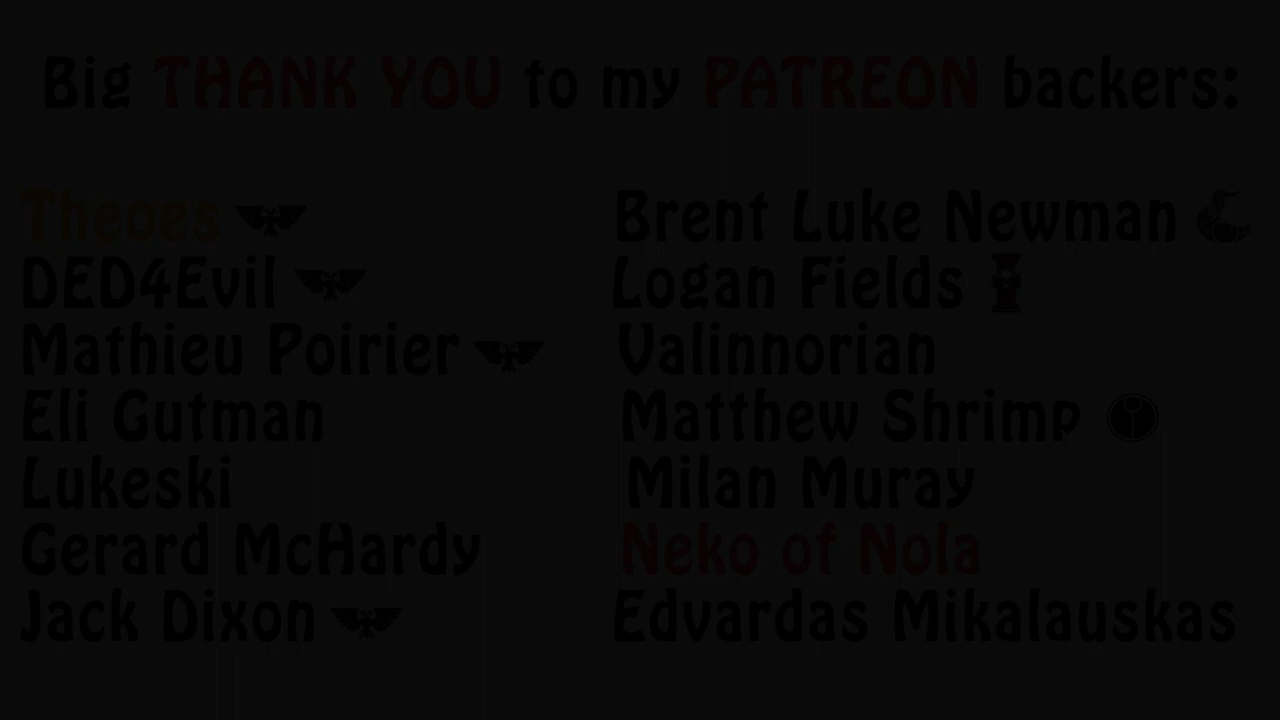 Big THANK YOU to my PATREON backers:
Theoes
DED4Evil
Mathieu Poirier
Eli Gutman
Lukeski
Gerard McHardy
Jack Dixon
Brent Luke Newman
Logan Fields
Valinnorian
Matthew Shrimp
Milan Muray
Neko of Nola
Edvardas Mikalauskas